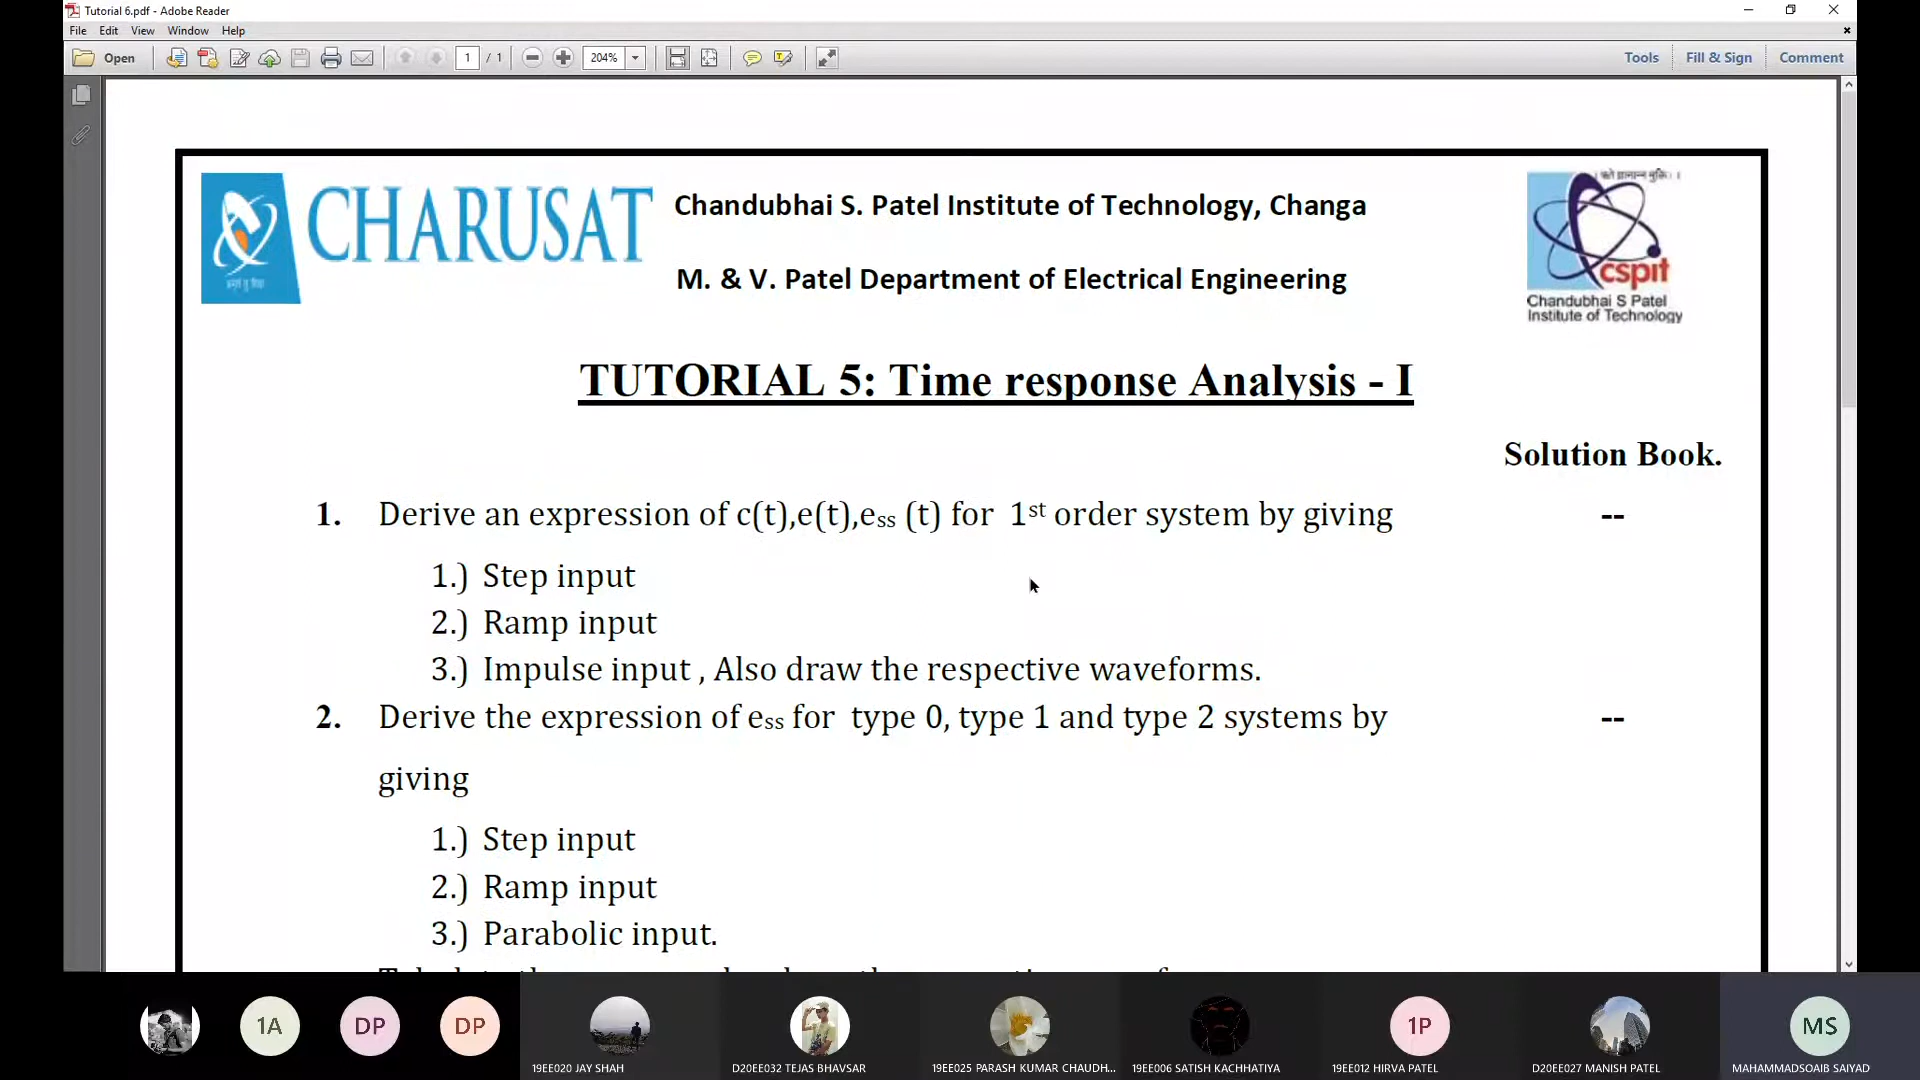 Tutorial 6.pdf - Adobe Reader
File Edit View Window Help
Open 1 / 1 204% Tools Fill & Sign Comment
CHARUSAT
Chandubhai S. Patel Institute of Technology, Changa
M. & V. Patel Department of Electrical Engineering
cspit
Chandubhai S Patel
Institute of Technology
TUTORIAL 5: Time response Analysis - I
Solution Book.
1. Derive an expression of c(t),e(t),ess (t) for 1st order system by giving --
1.) Step input
2.) Ramp input
3.) Impulse input , Also draw the respective waveforms.
2. Derive the expression of ess for type 0, type 1 and type 2 systems by --
giving
1.) Step input
2.) Ramp input
3.) Parabolic input.
1A DP DP 1P MS
19EE020 JAY SHAH D20EE032 TEJAS BHAVSAR 19EE025 PARASH KUMAR CHAUDH... 19EE006 SATISH KACHHATIYA 19EE012 HIRVA PATEL D20EE027 MANISH PATEL MAHAMMADSOAIB SAIYAD